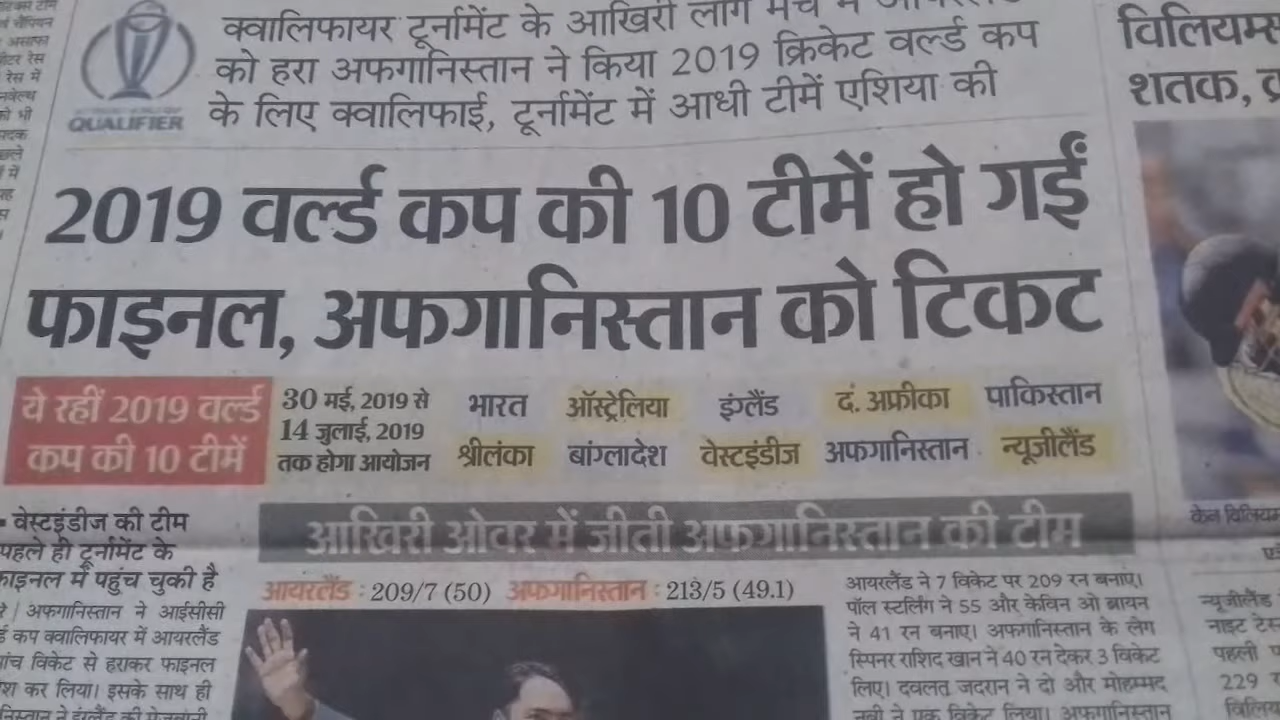 QUALIFIER
क्वालिफायर टूर्नामेंट के आखिरी लीग मैच में
को हरा अफगानिस्तान ने किया 2019 क्रिकेट वर्ल्ड कप
के लिए क्वालिफाई, टूर्नामेंट में आधी टीमें एशिया की
2019 वर्ल्ड कप की 10 टीमें हो गईं
फाइनल, अफगानिस्तान को टिकट
ये रहीं 2019 वर्ल्ड
कप की 10 टीमें
30 मई, 2019 से
14 जुलाई, 2019
तक होगा आयोजन
भारत ऑस्ट्रेलिया इंग्लैंड द. अफ्रीका पाकिस्तान
श्रीलंका बांग्लादेश वेस्टइंडीज अफगानिस्तान न्यूजीलैंड
वेस्टइंडीज की टीम
पहले ही टूर्नामेंट के
फाइनल में पहुंच चुकी है
अफगानिस्तान ने आईसीसी
कप क्वालिफायर में आयरलैंड
विकेट से हराकर फाइनल
कर लिया। इसके साथ ही
आखिरी ओवर में जीती अफगानिस्तान की टीम
आयरलैंड : 209/7 (50) अफगानिस्तान : 213/5 (49.1)
आयरलैंड ने 7 विकेट पर 209 रन बनाए।
पॉल स्टर्लिंग ने 55 और केविन ओ ब्रायन
ने 41 रन बनाए। अफगानिस्तान के लेग
स्पिनर राशिद खान ने 40 रन देकर 3 विकेट
लिए। दवलत जदरान ने दो और मोहम्मद
नबी ने एक विकेट लिया। अफगानिस्तान
शतक,
केन
न्यूजीलैंड
नाइट
पहली
229